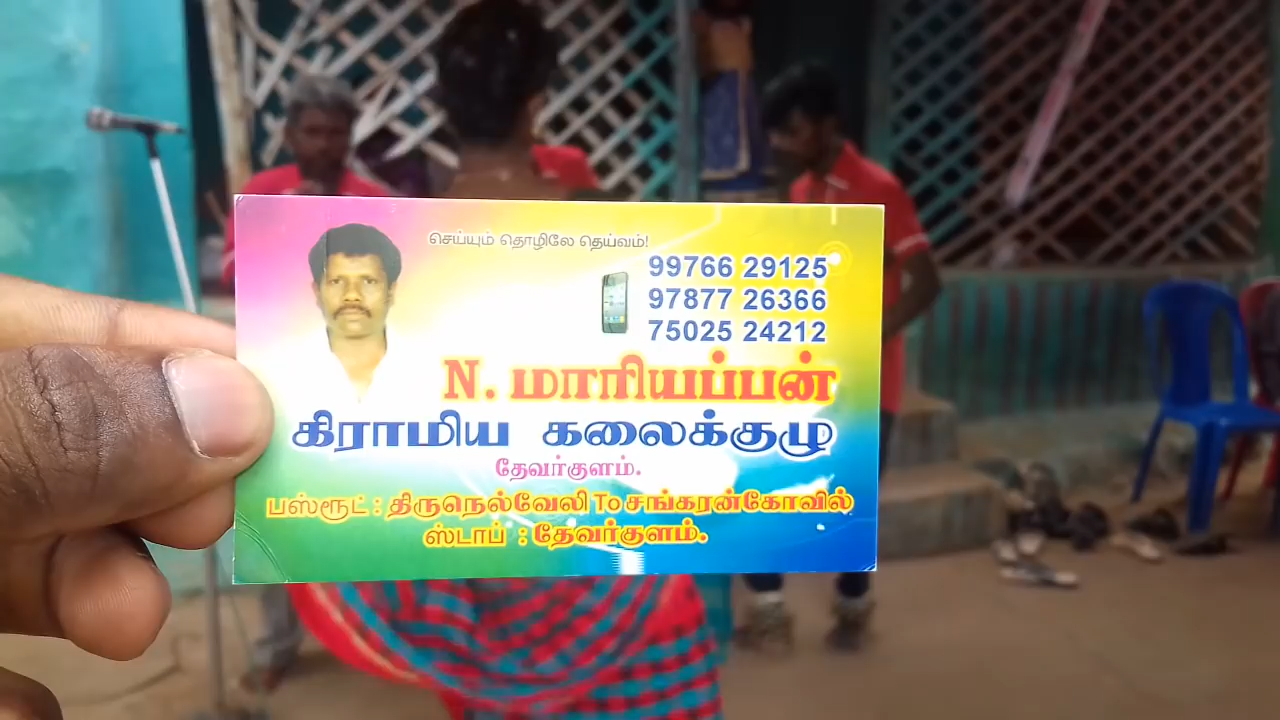 செய்யும் தொழிலே தெய்வம்!
99766 29125
97877 26366
75025 24212
N. மாரியப்பன்
கிராமிய கலைக்குழு
தேவர்குளம்.
பஸ்ரூட் : திருநெல்வேலி To சங்கரன்கோவில்
ஸ்டாப் : தேவர்குளம்.